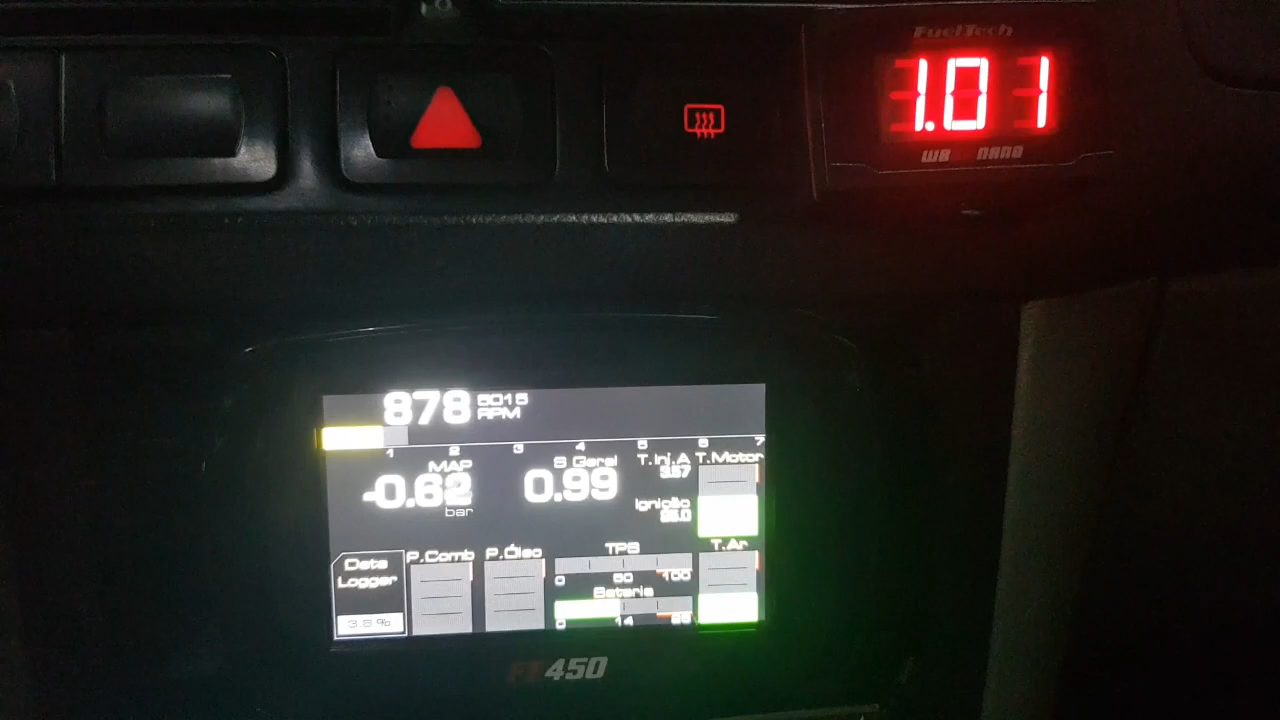 FuelTech
1.01
WB NANO
878 6015
RPM
1 2 3 4 5 6 7
MAP S Geral T.Inj.A T.Motor
-0.62 0.99
bar
Ignição
P.Comb P.Óleo TPS T.Ar
Data
Logger
0 50 100
Bateria
0 14
FT450